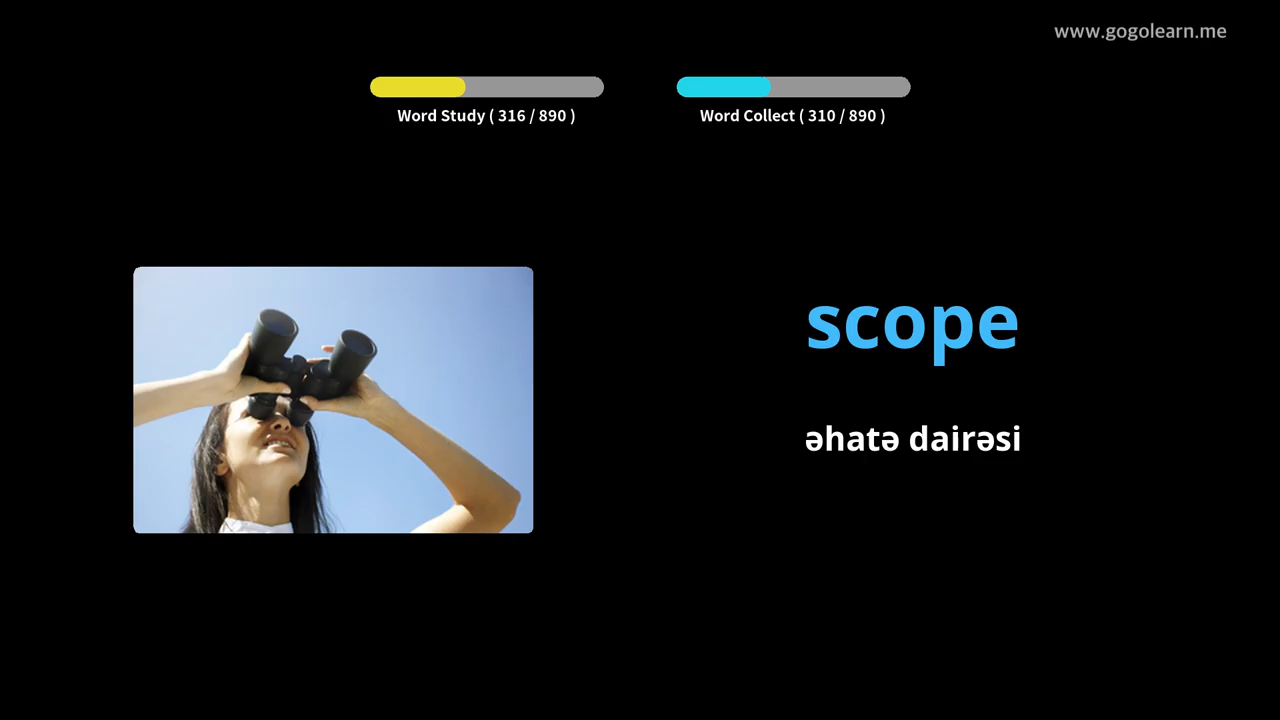 www.gogolearn.me
Word Study ( 316 / 890 )
Word Collect ( 310 / 890 )
scope
əhatə dairəsi